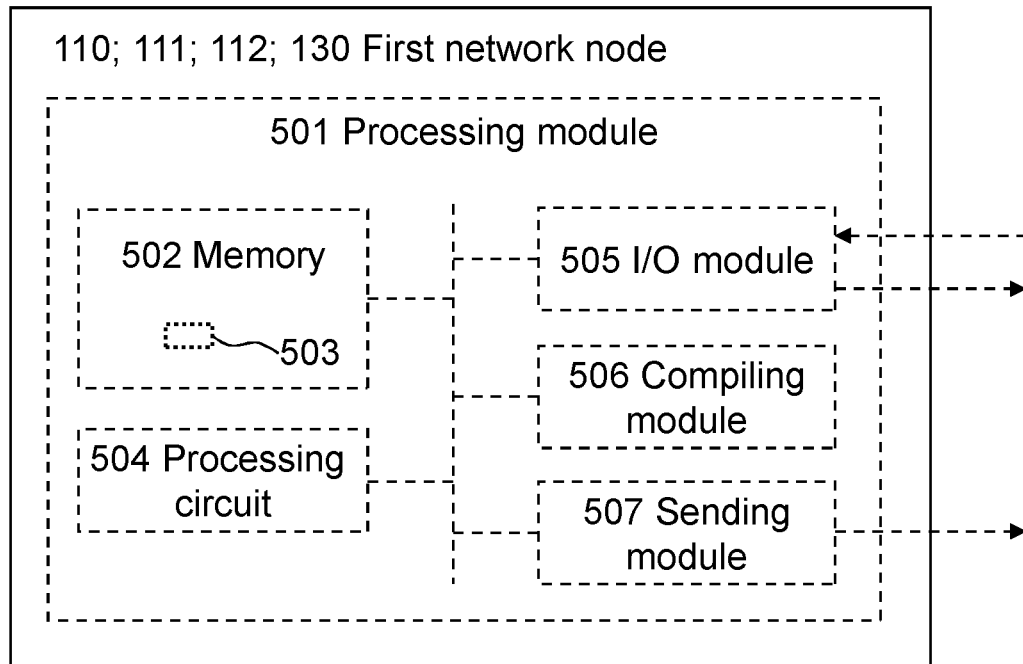 110; 111; 112; 130 First network node
501 Processing module
502 Memory
503
504 Processing
circuit
505 I/O module
506 Compiling
module
507 Sending
module